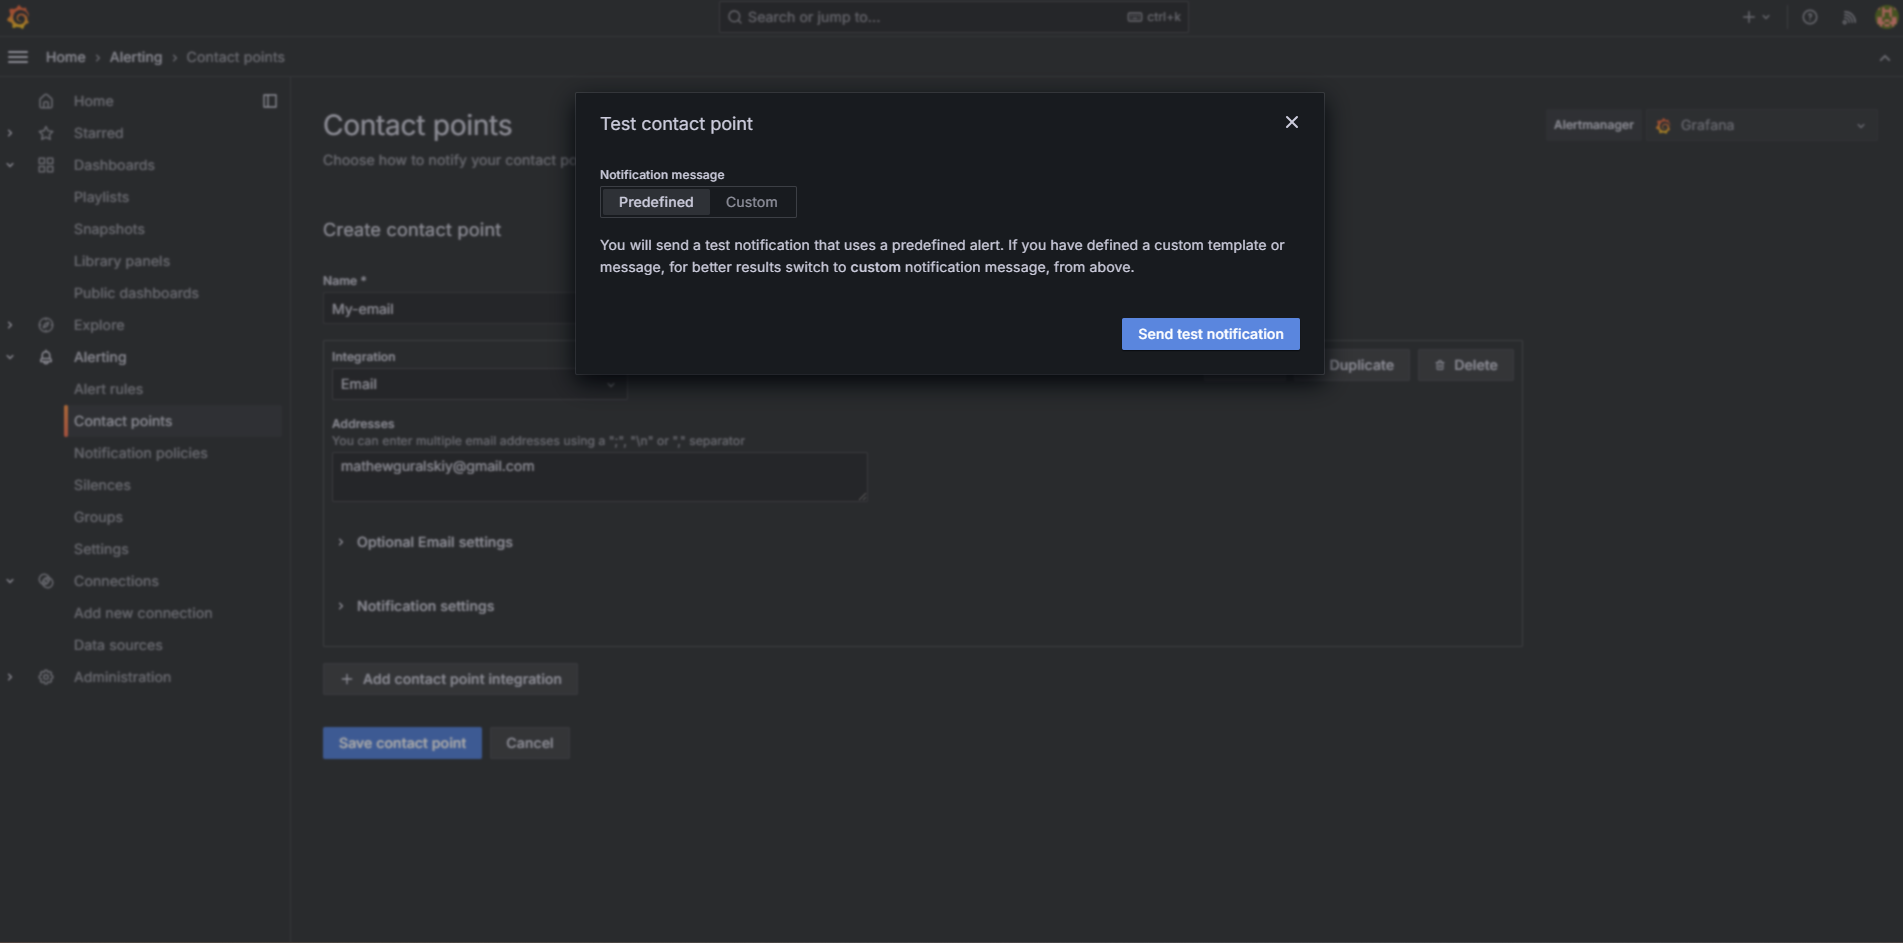 Search or jump to...
ctrl+k
Home
Alerting
Contact points
Home
Starred
Dashboards
Playlists
Snapshots
Library panels
Public dashboards
Explore
Alerting
Alert rules
Contact points
Notification policies
Silences
Groups
Settings
Connections
Add new connection
Data sources
Administration
Contact points
Choose how to notify your contact po
Alertmanager
Grafana
Create contact point
Name *
My-email
Integration
Email
Duplicate
Delete
Addresses
You can enter multiple email addresses using a ";", "\n" or "," separator
mathewguralskiy@gmail.com
Optional Email settings
Notification settings
Add contact point integration
Save contact point
Cancel
Test contact point
Notification message
Predefined
Custom
You will send a test notification that uses a predefined alert. If you have defined a custom template or
message, for better results switch to custom notification message, from above.
Send test notification